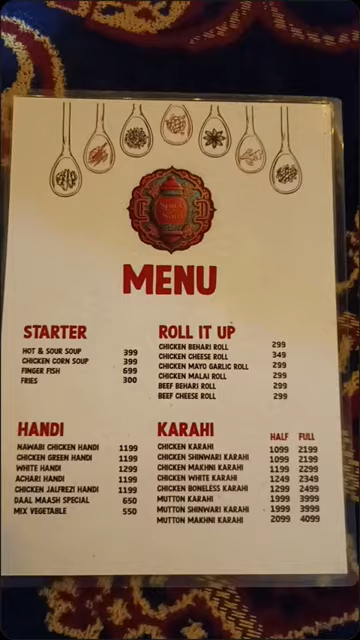 MENU
STARTER
HOT & SOUR SOUP 399
CHICKEN CORN SOUP 399
FINGER FISH 699
FRIES 300
ROLL IT UP
CHICKEN BEHARI ROLL 299
CHICKEN CHEESE ROLL 349
CHICKEN MAYO GARLIC ROLL 299
CHICKEN MALAI ROLL 299
BEEF BEHARI ROLL 299
BEEF CHEESE ROLL 299
HANDI
NAWABI CHICKEN HANDI 1199
CHICKEN GREEN HANDI 1199
WHITE HANDI 1299
ACHARI HANDI 1199
CHICKEN JALFREZI HANDI 1199
DAAL MAASH SPECIAL 650
MIX VEGETABLE 550
KARAHI HALF FULL
CHICKEN KARAHI 1099 2199
CHICKEN SHINWARI KARAHI 1099 2199
CHICKEN MAKHNI KARAHI 1199 2299
CHICKEN WHITE KARAHI 1249 2349
CHICKEN BONELESS KARAHI 1299 2499
MUTTON KARAHI 1999 3999
MUTTON SHINWARI KARAHI 1999 3999
MUTTON MAKHNI KARAHI 2099 4099